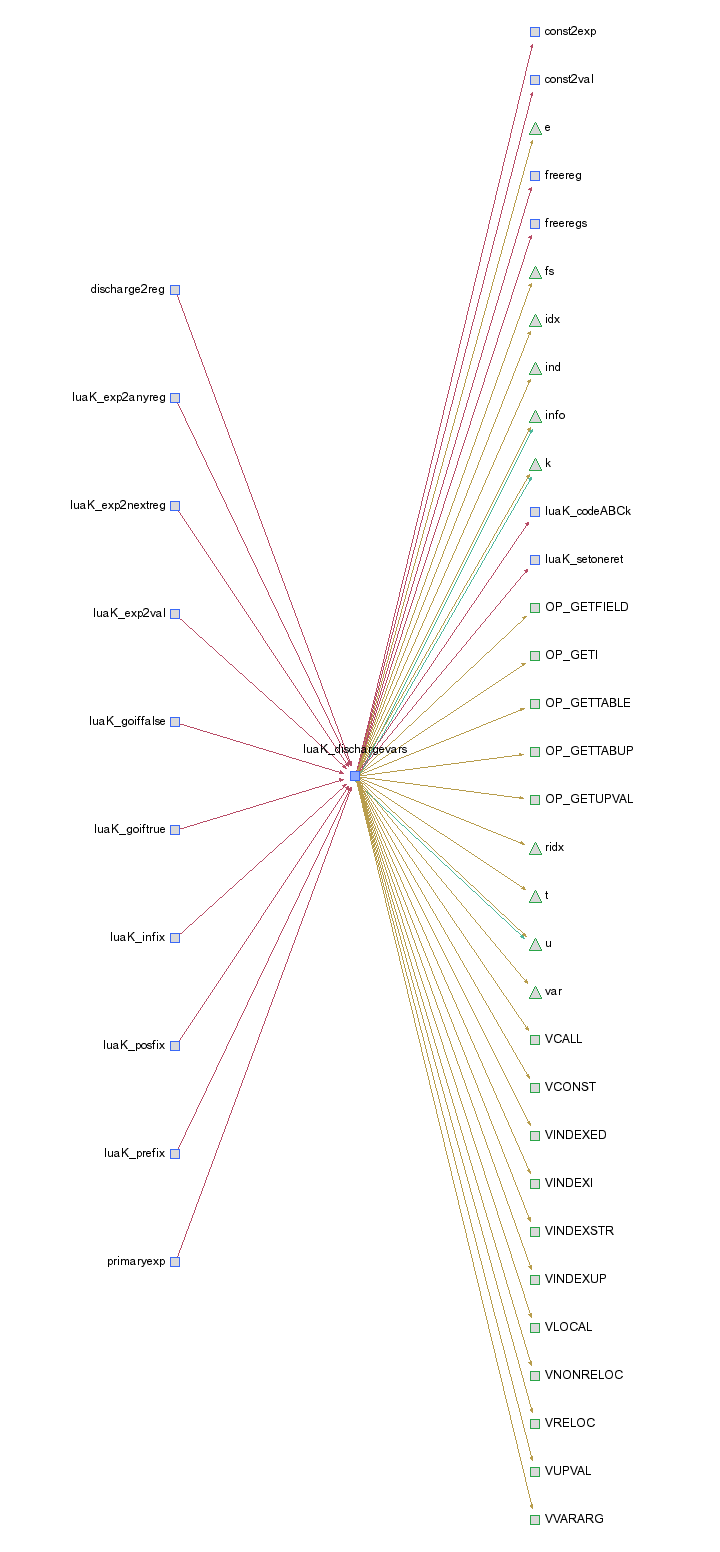 const2exp
const2val
e
freereg
freeregs
fs
discharge2reg
idx
ind
luaK_exp2anyreg
info
k
luaK_exp2nextreg
luaK_codeABCk
luaK_setoneret
OP_GETFIELD
luaK_exp2val
OP_GETI
OP_GETTABLE
luaK_goiffalse
luaK_dischargevars
OP_GETTABUP
OP_GETUPVAL
luaK_goiftrue
ridx
t
luaK_infix
u
var
VCALL
luaK_posfix
VCONST
VINDEXED
luaK_prefix
VINDEXI
VINDEXSTR
primaryexp
VINDEXUP
VLOCAL
VNONRELOC
VRELOC
VUPVAL
VVARARG